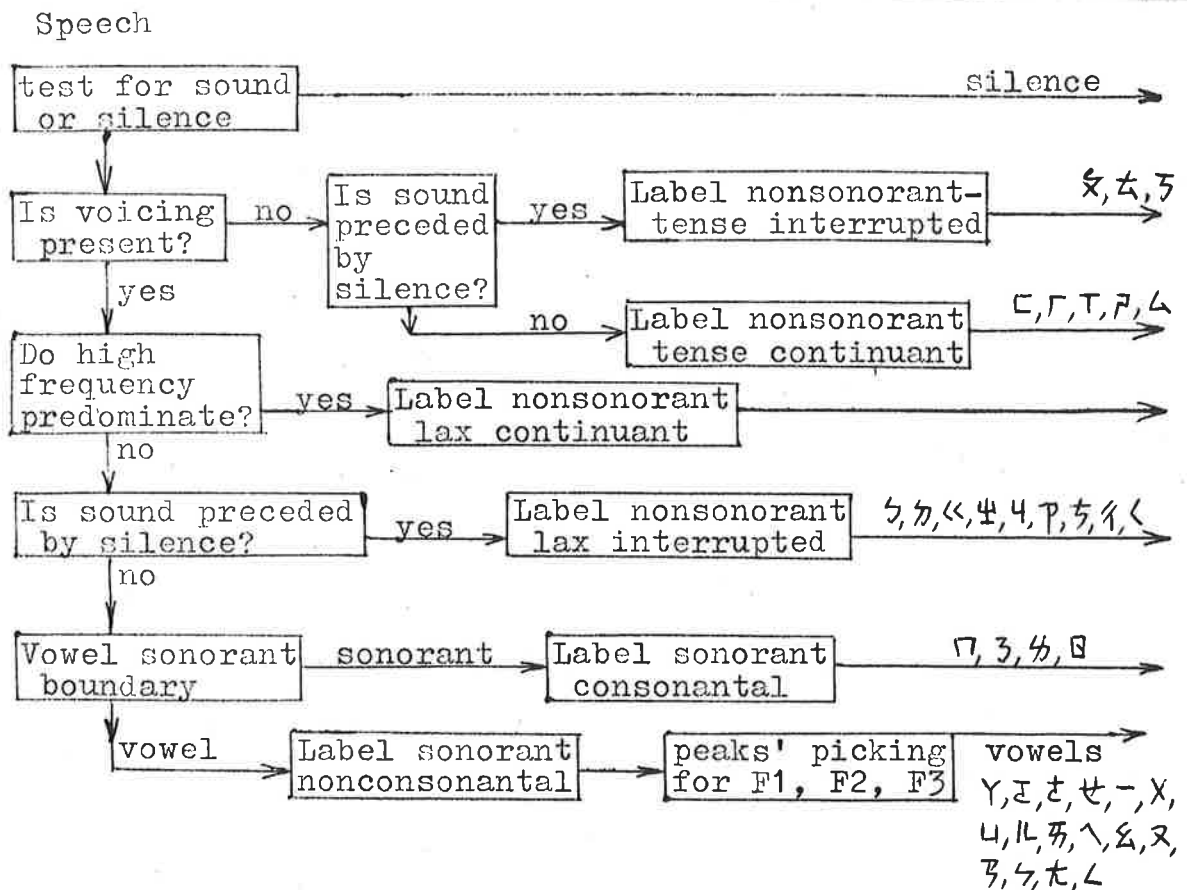 Speech
test for sound
or silence
silence
Is voicing
present?
no
Is sound
preceded
by
silence?
yes
Label nonsonorant-
tense interrupted
ㄆ,ㄊ,ㄎ
yes
no
Label nonsonorant
tense continuant
ㄈ,ㄏ,ㄒ,ㄕ,ㄙ
Do high
frequency
predominate?
yes
Label nonsonorant
lax continuant
no
Is sound preceded
by silence?
yes
Label nonsonorant
lax interrupted
ㄅ,ㄉ,ㄍ,ㄓ,ㄐ,ㄗ,ㄘ,ㄔ,ㄑ
no
Vowel sonorant
boundary
sonorant
Label sonorant
consonantal
ㄇ,ㄋ,ㄌ,ㄖ
vowel
Label sonorant
nonconsonantal
peaks' picking
for F1, F2, F3
vowels
ㄚ,ㄛ,ㄜ,ㄝ,ㄧ,ㄨ,
ㄩ,ㄦ,ㄞ,ㄟ,ㄠ,ㄡ,
ㄢ,ㄣ,ㄤ,ㄥ